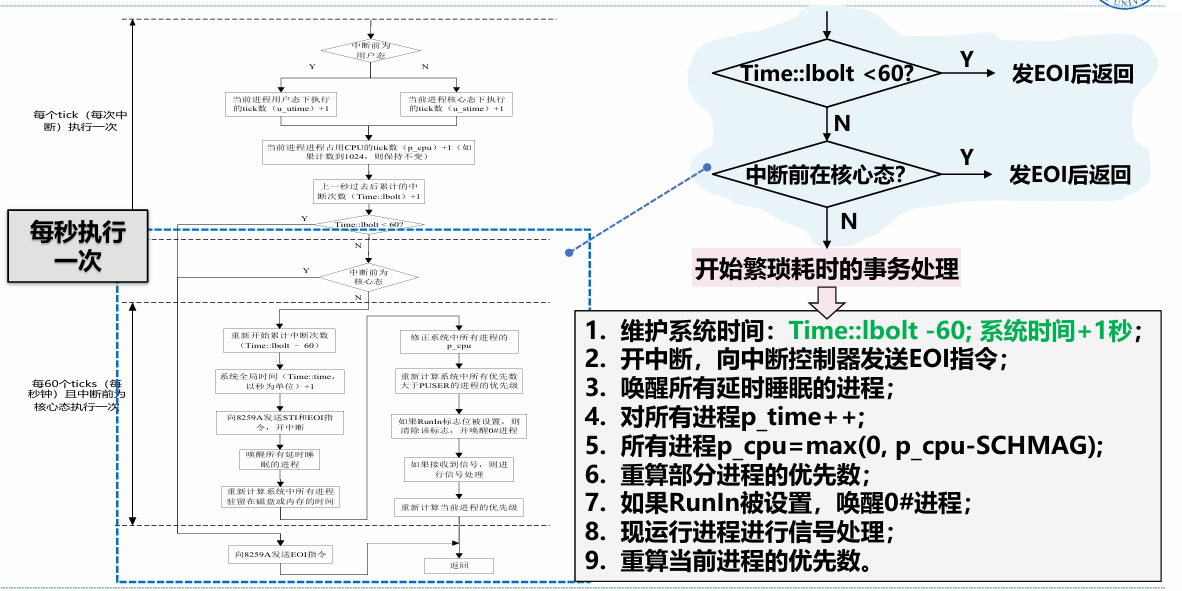 中断前为
用户态
Y
N
当前进程用户态下执行
的tick数（u_utime）+1
当前进程核心态下执行
的tick数（u_stime）+1
每个tick（每次中
断）执行一次
当前进程进程占用CPU的tick数（p_cpu）+1（如
果计数到1024，则保持不变）
上一秒过去后累计的中
断次数（Time::lbolt）+1
Y
Time::lbolt < 60?
N
每秒执行
一次
Y
中断前为
核心态
N
重新开始累计中断次数
（Time::lbolt - 60）
系统全局时间（Time::time，
以秒为单位）+1
向8259A发送STI和EOI指
令，开中断
唤醒所有延时睡
眠的进程
重新计算系统中所有进程
驻留在磁盘或内存的时间
每60个ticks（每
秒钟）且中断前为
核心态执行一次
修正系统中所有进程的
p_cpu
重新计算系统中所有优先数
大于PUSER的进程的优先级
如果RunIn标志位被设置，则
清除该标志，并唤醒0#进程
如果接收到信号，则进
行信号处理
重新计算当前进程的优先级
向8259A发送EOI指令
返回
UNIV
Time::lbolt <60?
Y
发EOI后返回
N
中断前在核心态?
Y
发EOI后返回
N
开始繁琐耗时的事务处理
1. 维护系统时间：Time::lbolt -60; 系统时间+1秒；
2. 开中断，向中断控制器发送EOI指令；
3. 唤醒所有延时睡眠的进程；
4. 对所有进程p_time++;
5. 所有进程p_cpu=max(0, p_cpu-SCHMAG);
6. 重算部分进程的优先数；
7. 如果RunIn被设置，唤醒0#进程；
8. 现运行进程进行信号处理；
9. 重算当前进程的优先数。